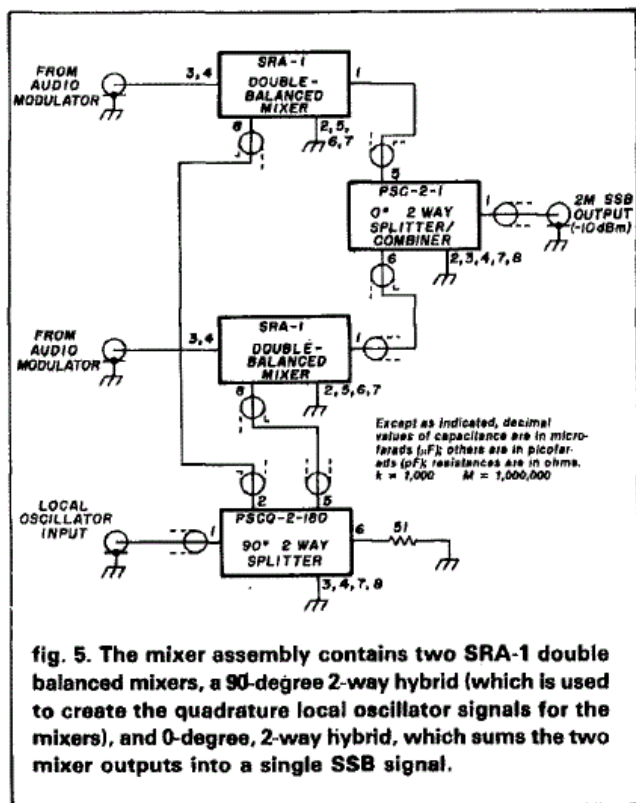 FROM
AUDIO
MODULATOR
3,4
SRA-1
DOUBLE-
BALANCED
MIXER
1
8
2,5,
6,7
5
PSC-2-1
0° 2 WAY
SPLITTER/
COMBINER
1
2M SSB
OUTPUT
(-10dBm)
6
2,3,4,7,8
FROM
AUDIO
MODULATOR
3,4
SRA-1
DOUBLE-
BALANCED
MIXER
1
8
2,5,6,7
Except as indicated, decimal
values of capacitance are in micro-
farads (µF); others are in picofar-
ads (pF); resistances are in ohms.
k = 1,000 M = 1,000,000
LOCAL
OSCILLATOR
INPUT
1
2
5
PSCQ-2-180
90° 2 WAY
SPLITTER
6
51
3,4,7,8
fig. 5. The mixer assembly contains two SRA-1 double
balanced mixers, a 90-degree 2-way hybrid (which is used
to create the quadrature local oscillator signals for the
mixers), and 0-degree, 2-way hybrid, which sums the two
mixer outputs into a single SSB signal.